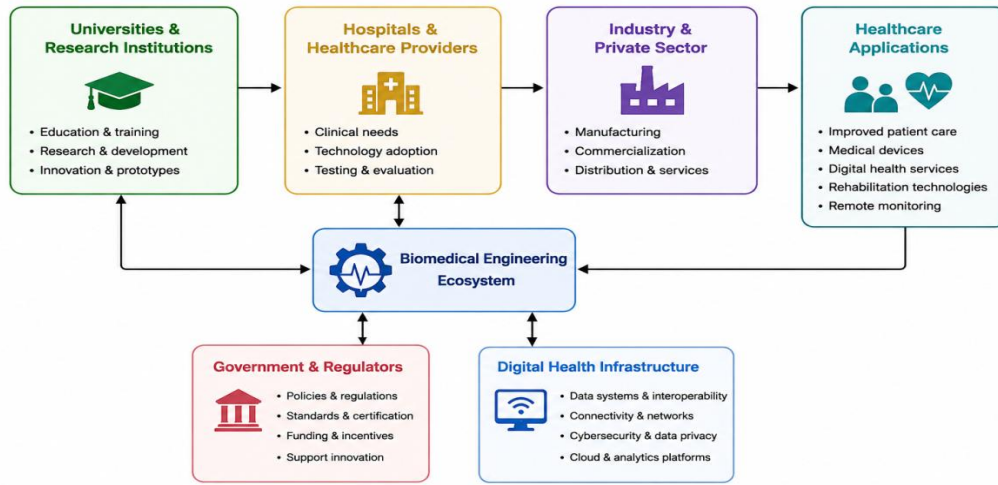 Universities &
Research Institutions
• Education & training
• Research & development
• Innovation & prototypes
Hospitals &
Healthcare Providers
• Clinical needs
• Technology adoption
• Testing & evaluation
Industry &
Private Sector
• Manufacturing
• Commercialization
• Distribution & services
Healthcare
Applications
• Improved patient care
• Medical devices
• Digital health services
• Rehabilitation technologies
• Remote monitoring
Biomedical Engineering
Ecosystem
Government & Regulators
• Policies & regulations
• Standards & certification
• Funding & incentives
• Support innovation
Digital Health Infrastructure
• Data systems & interoperability
• Connectivity & networks
• Cybersecurity & data privacy
• Cloud & analytics platforms